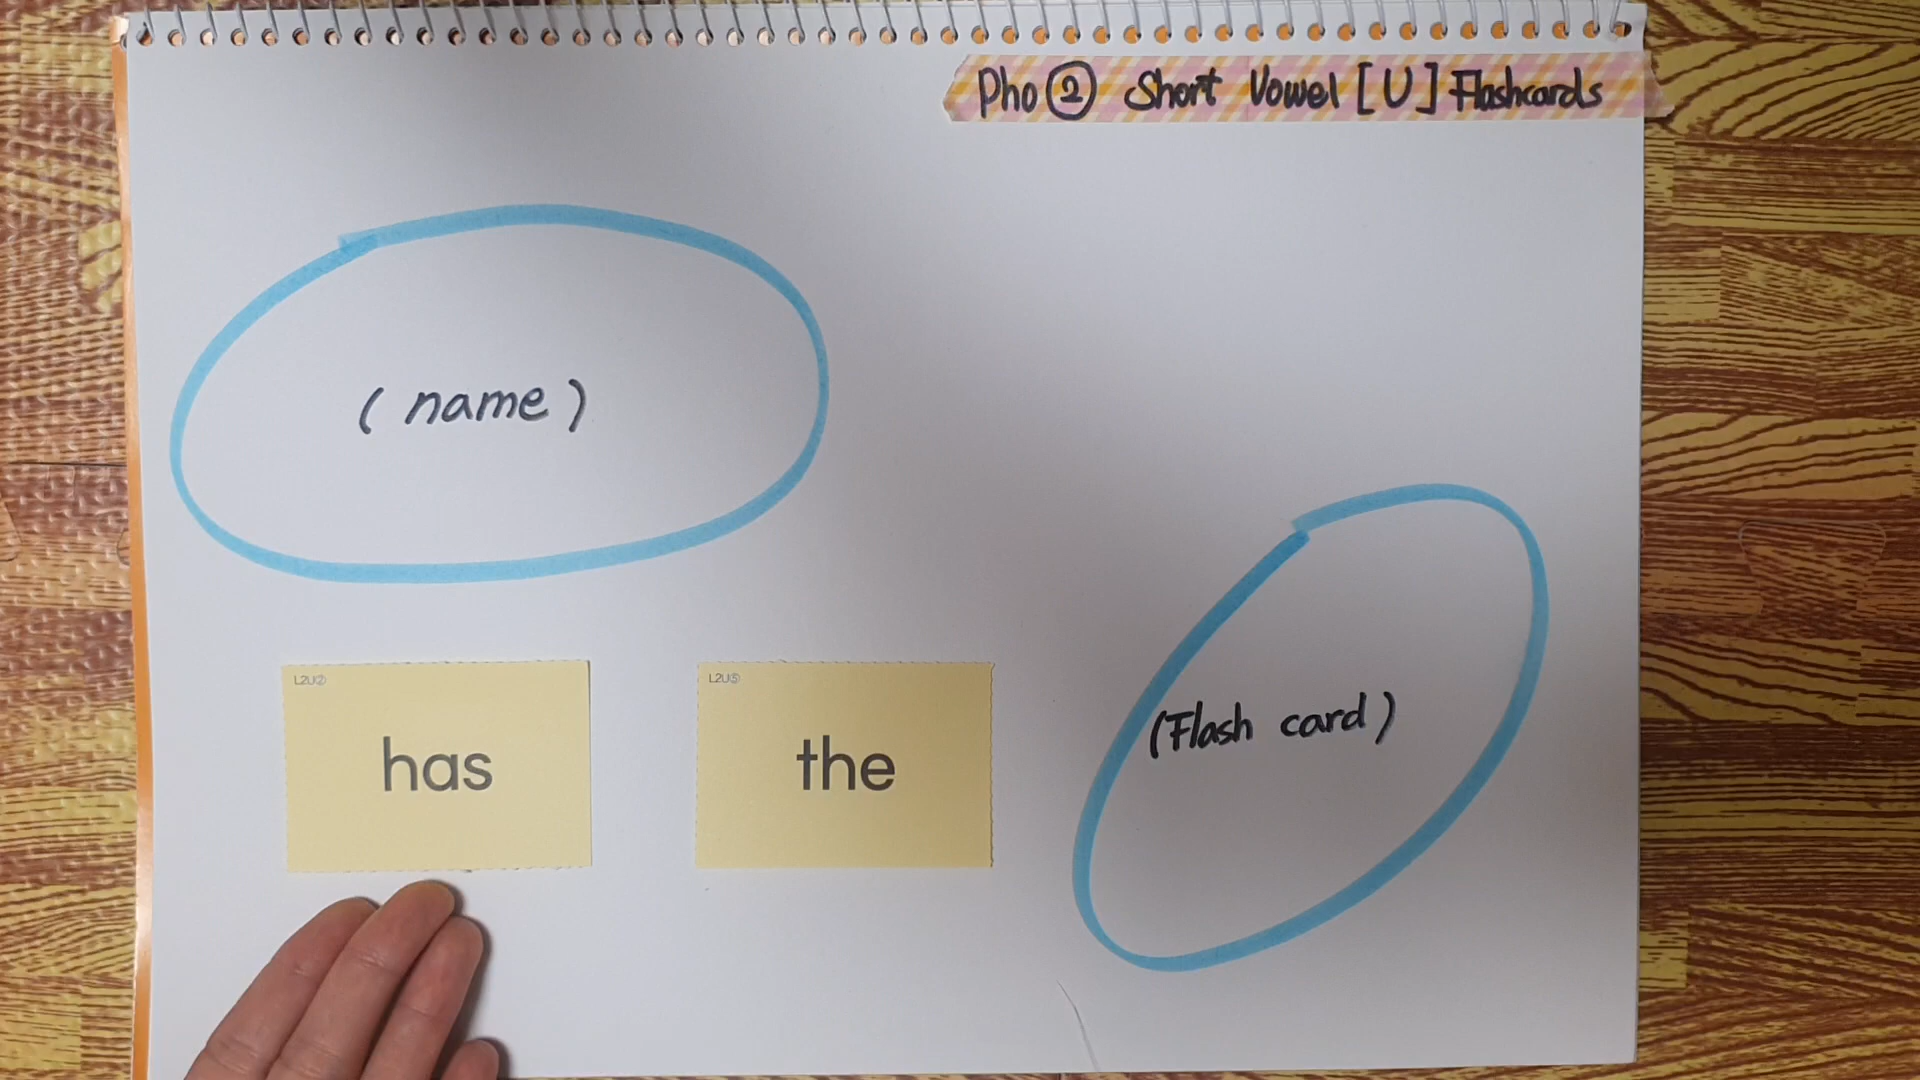 Pho ② Short Vowel [U] Flashcards
(name)
L2U②
has
L2U⑤
the
(Flash card)